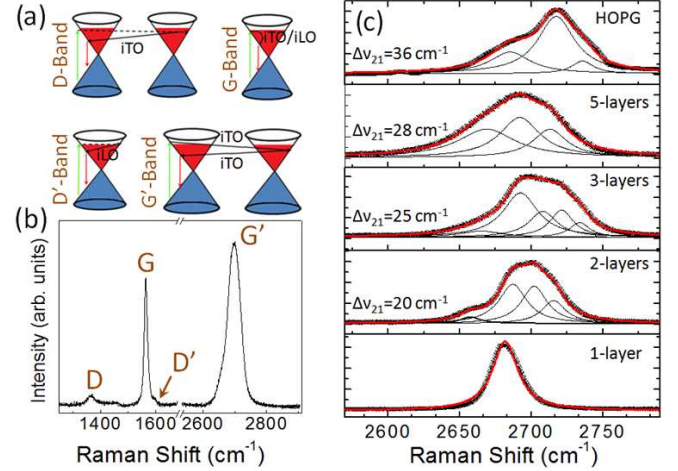 (a)
D-Band
iTO
G-Band
iTO/iLO
D'-Band
iLO
G'-Band
iTO
iTO
(b)
Intensity (arb. units)
D
G
D'
G'
1400
1600
2600
2800
Raman Shift (cm⁻¹)
(c)
HOPG
Δν₂₁=36 cm⁻¹
5-layers
Δν₂₁=28 cm⁻¹
3-layers
Δν₂₁=25 cm⁻¹
2-layers
Δν₂₁=20 cm⁻¹
1-layer
2600 2650 2700 2750
Raman Shift (cm⁻¹)